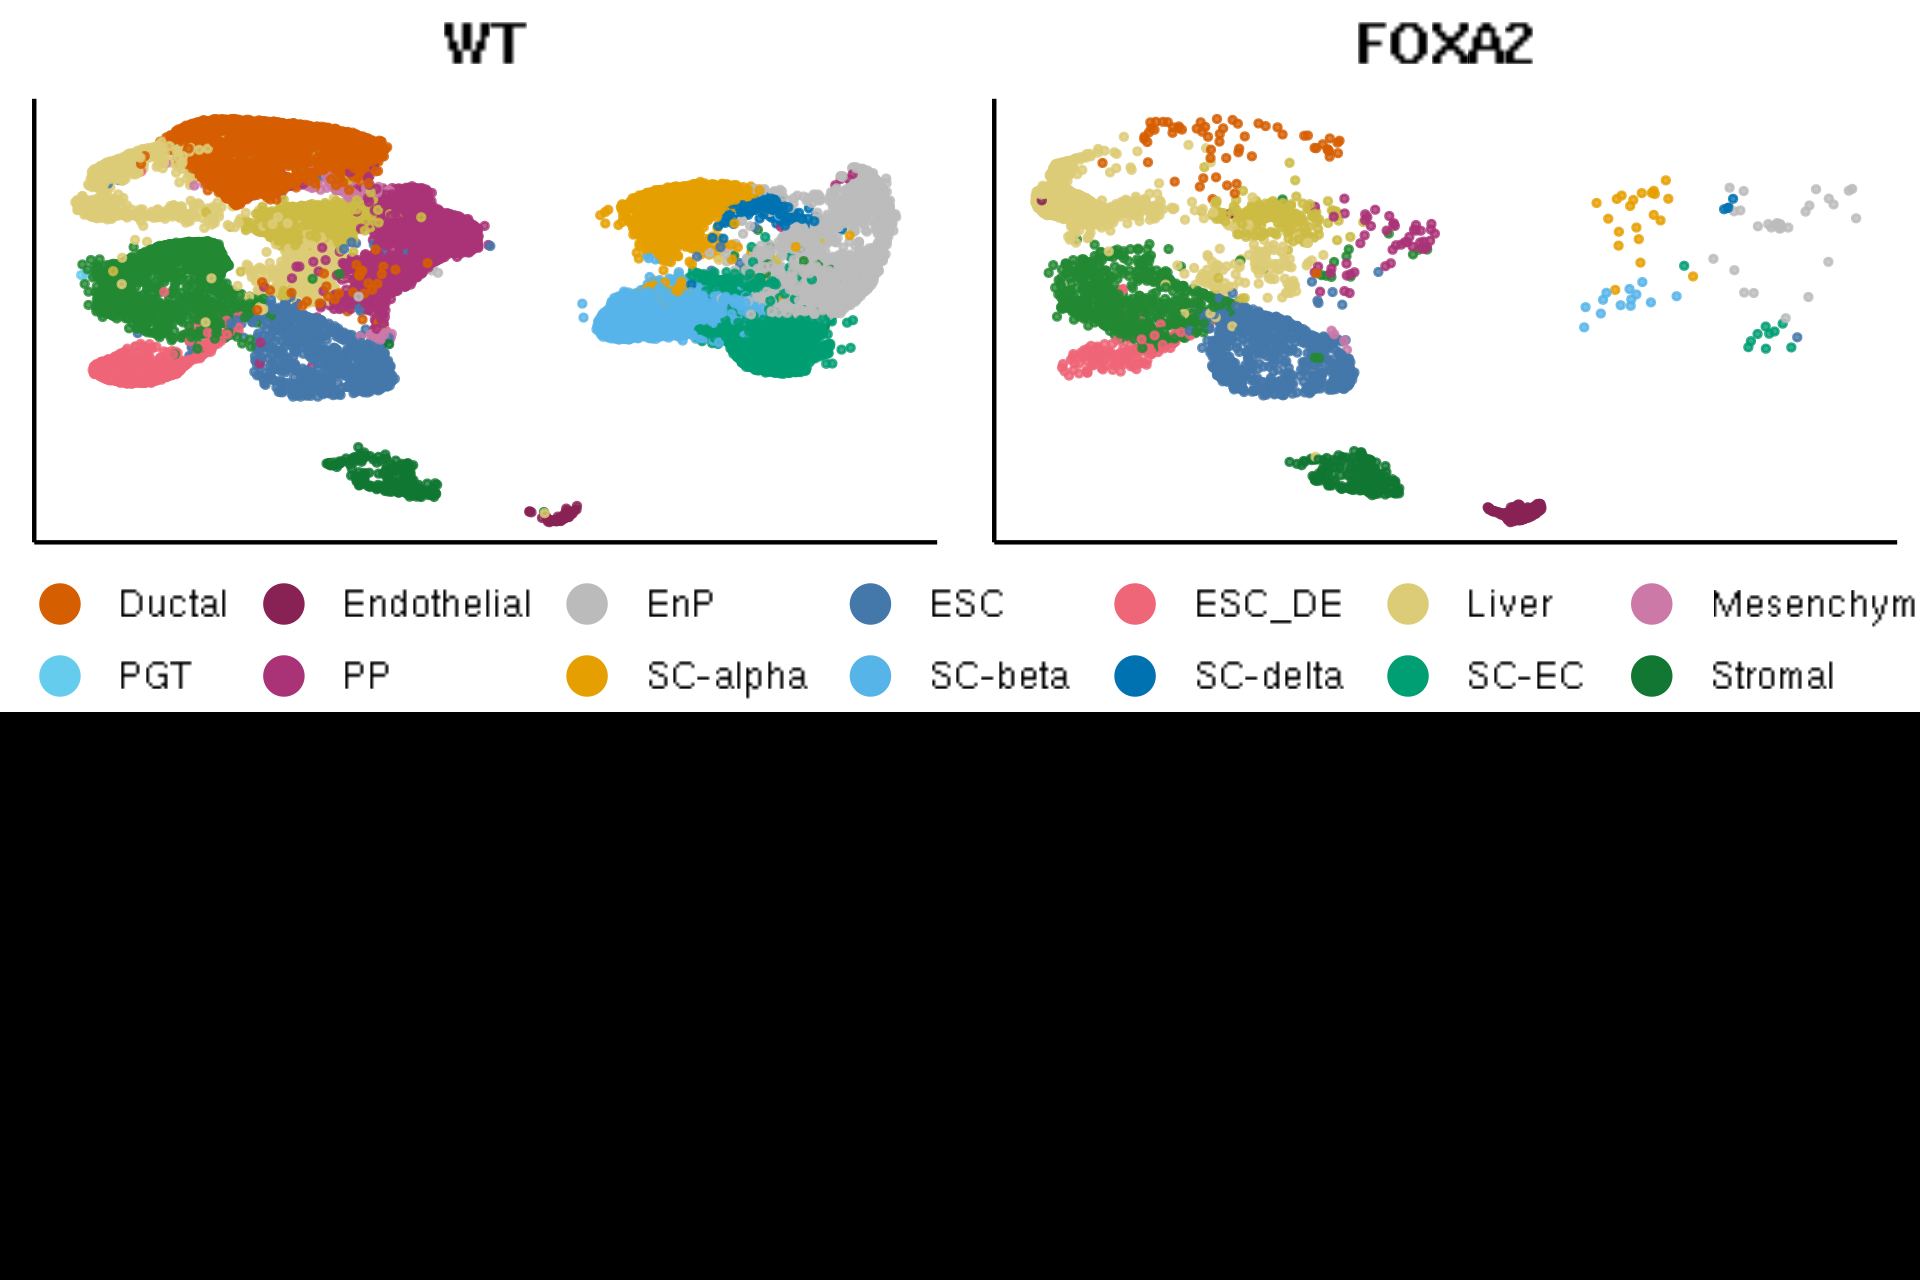 WT FOXA2
Ductal Endothelial EnP ESC ESC_DE Liver Mesenchym
PGT PP SC-alpha SC-beta SC-delta SC-EC Stromal